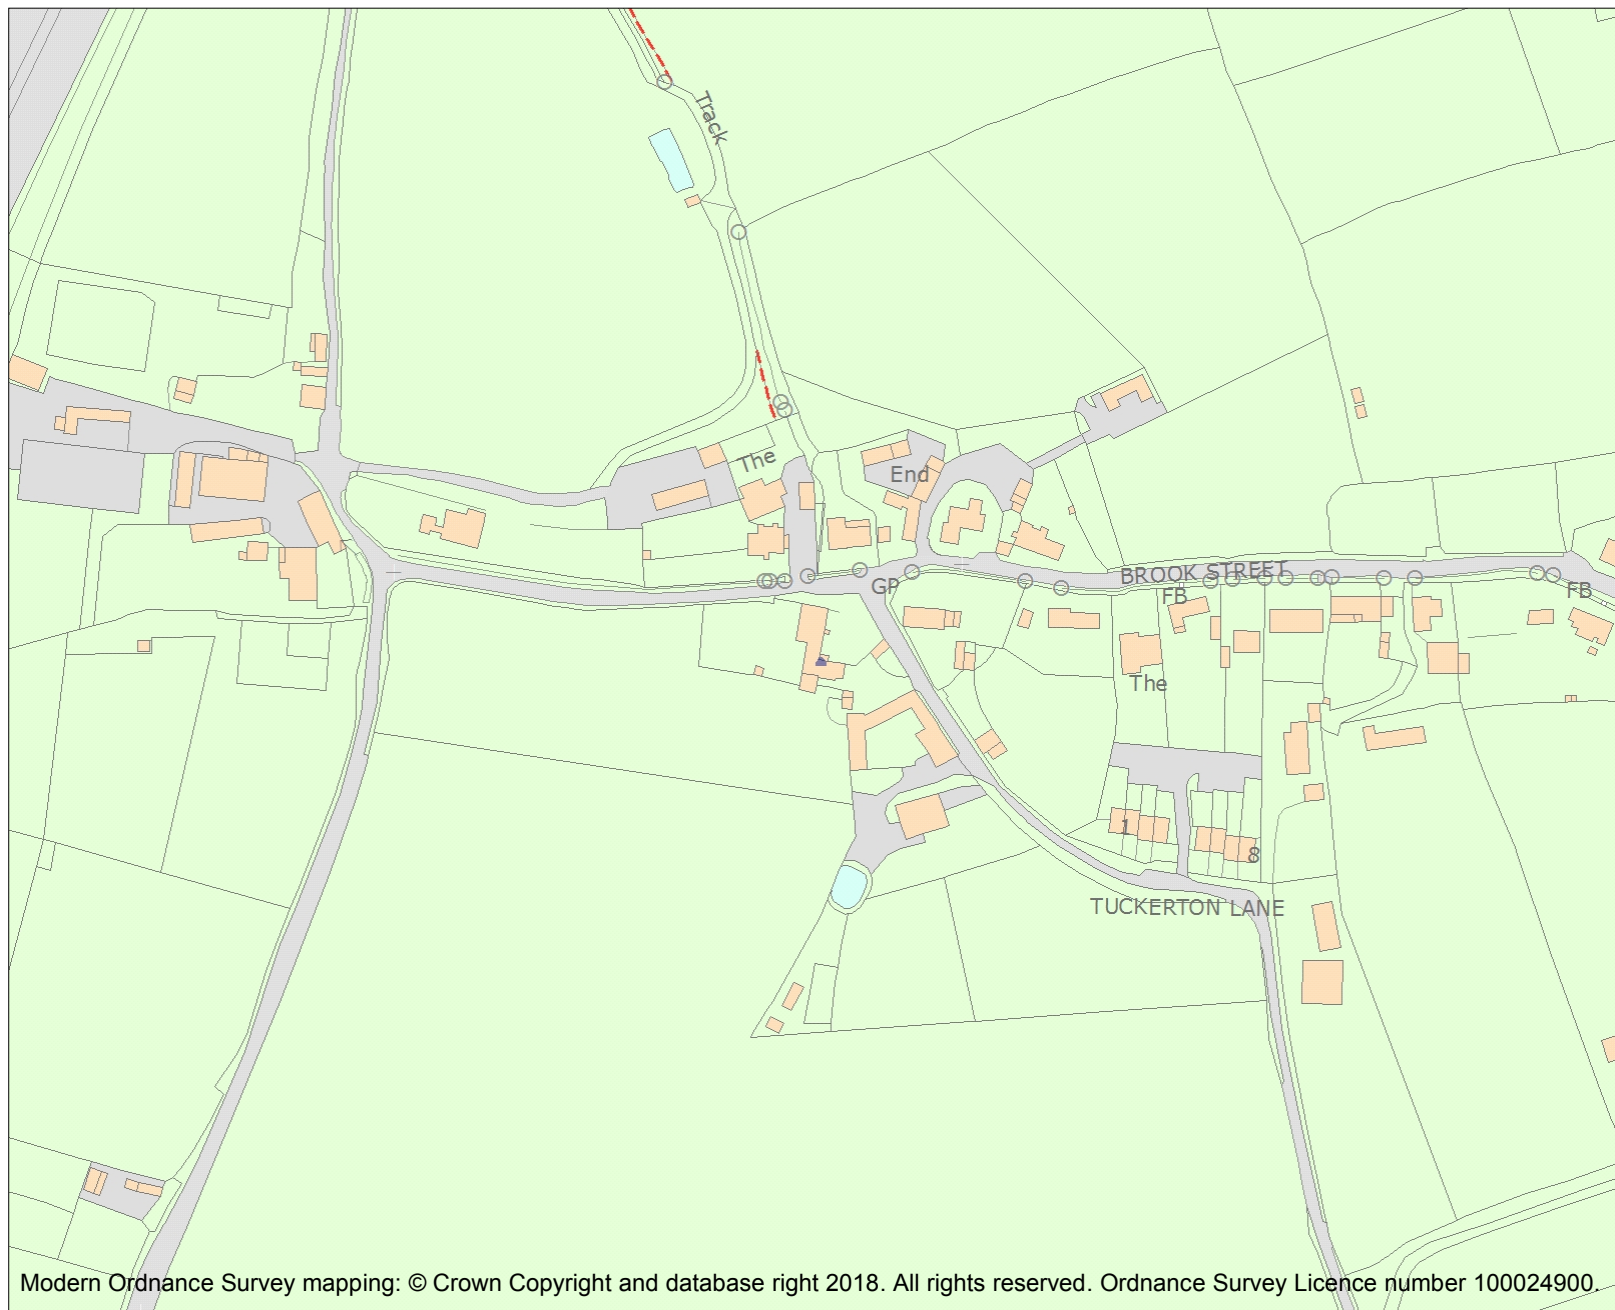 Track
The
End
BROOK STREET
GP
FB
FB
The
1
8
TUCKERTON LANE
Modern Ordnance Survey mapping: © Crown Copyright and database right 2018. All rights reserved. Ordnance Survey Licence number 100024900.